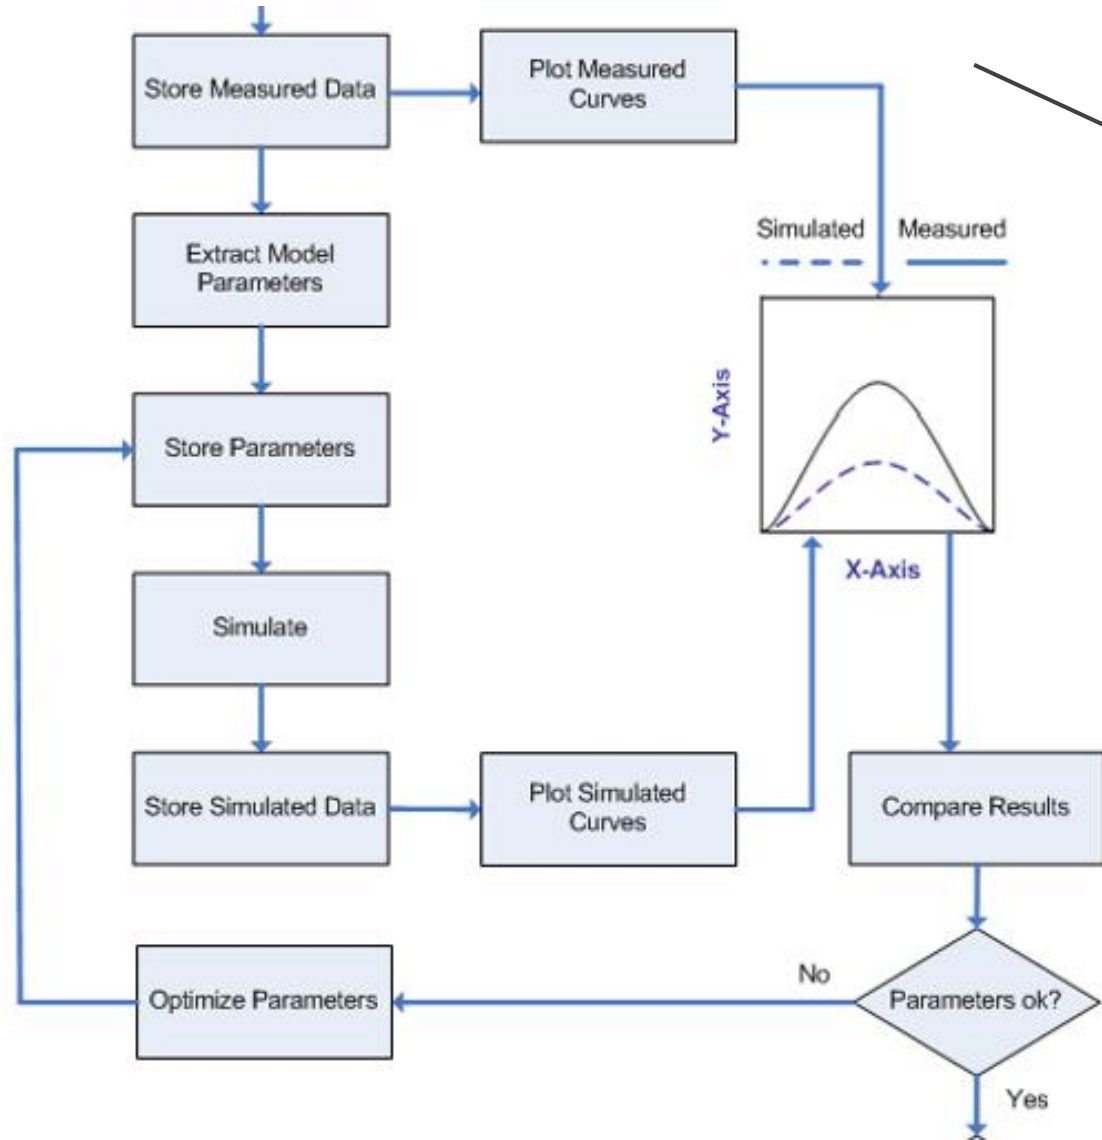 Store Measured Data
Plot Measured
Curves
Simulated
Measured
Extract Model
Parameters
Y-Axis
Store Parameters
X-Axis
Simulate
Store Simulated Data
Plot Simulated
Curves
Compare Results
No
Optimize Parameters
Parameters ok?
Yes